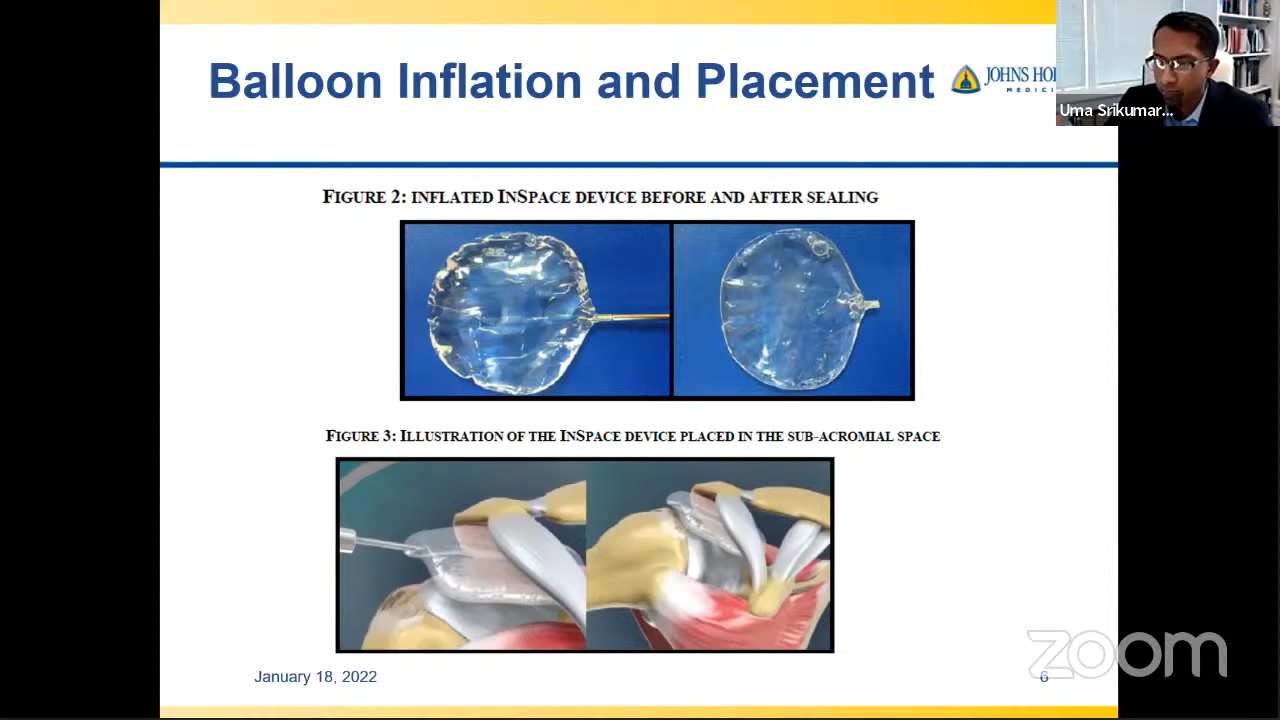 Balloon Inflation and Placement
JOHNS HO
MEDICI
Uma Srikumar...
FIGURE 2: INFLATED INSPACE DEVICE BEFORE AND AFTER SEALING
FIGURE 3: ILLUSTRATION OF THE INSPACE DEVICE PLACED IN THE SUB-ACROMIAL SPACE
January 18, 2022
6
zoom